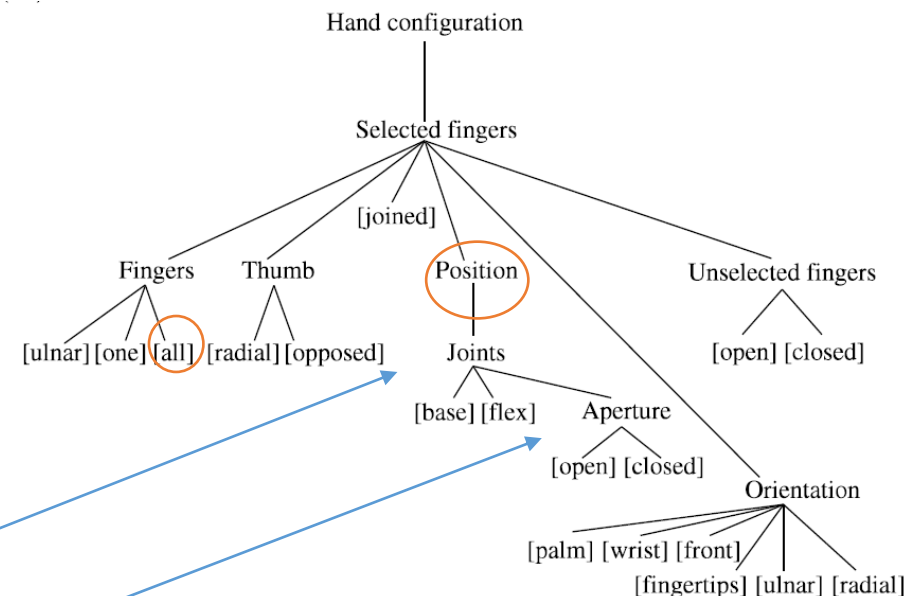 Hand configuration
Selected fingers
[joined]
Fingers Thumb Position Unselected fingers
[ulnar] [one] [all] [radial] [opposed] Joints [open] [closed]
[base] [flex] Aperture
[open] [closed]
Orientation
[palm] [wrist] [front]
[fingertips] [ulnar] [radial]